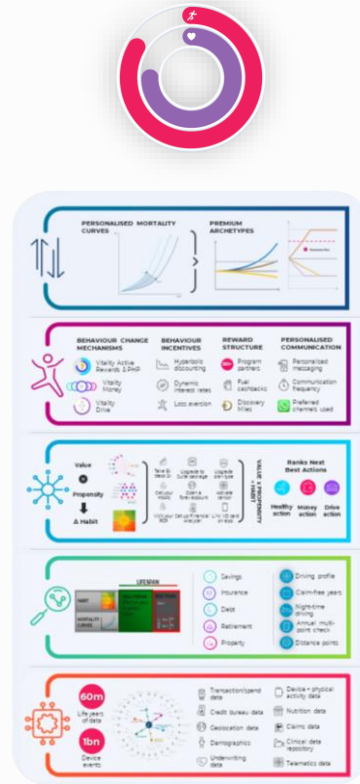 PERSONALISED MORTALITY
CURVES
PREMIUM
ARCHETYPES
BEHAVIOUR CHANGE
MECHANISMS
Vitality Active
Rewards
Vitality
Money
Vitality
Drive
BEHAVIOUR
INCENTIVES
Hyperbolic
discounting
Dynamic
interest rates
Loss aversion
REWARD
STRUCTURE
Program
partners
Fuel
cashbacks
Discovery
Miles
PERSONALISED
COMMUNICATION
Personalised
messaging
Communication
frequency
Preferred
channels used
Value
Propensity
Δ Habit
VALUE x PROPENSITY
Ranks Next
Best Actions
Healthy
action
Money
action
Drive
action
LIFESPAN
HABIT
MORTALITY
CURVES
Savings
Insurance
Debt
Retirement
Property
Driving profile
Claim-free years
Night-time
driving
Annual multi-
point check
Distance points
60m
Life years
of data
1bn
Device
events
Transaction/spend
data
Credit bureau data
Geolocation data
Demographics
Underwriting
data
Device + physical
activity data
Nutrition data
Claims data
Clinical data
repository
Telematics data